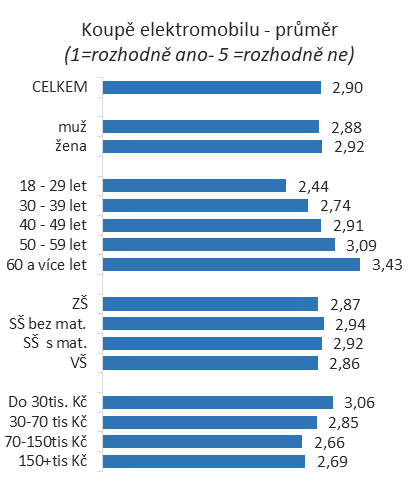 Koupě elektromobilu - průměr
(1=rozhodně ano- 5 =rozhodně ne)
CELKEM 2,90
muž 2,88
žena 2,92
18 - 29 let 2,44
30 - 39 let 2,74
40 - 49 let 2,91
50 - 59 let 3,09
60 a více let 3,43
ZŠ 2,87
SŠ bez mat. 2,94
SŠ s mat. 2,92
VŠ 2,86
Do 30tis. Kč 3,06
30-70 tis Kč 2,85
70-150tis Kč 2,66
150+tis Kč 2,69